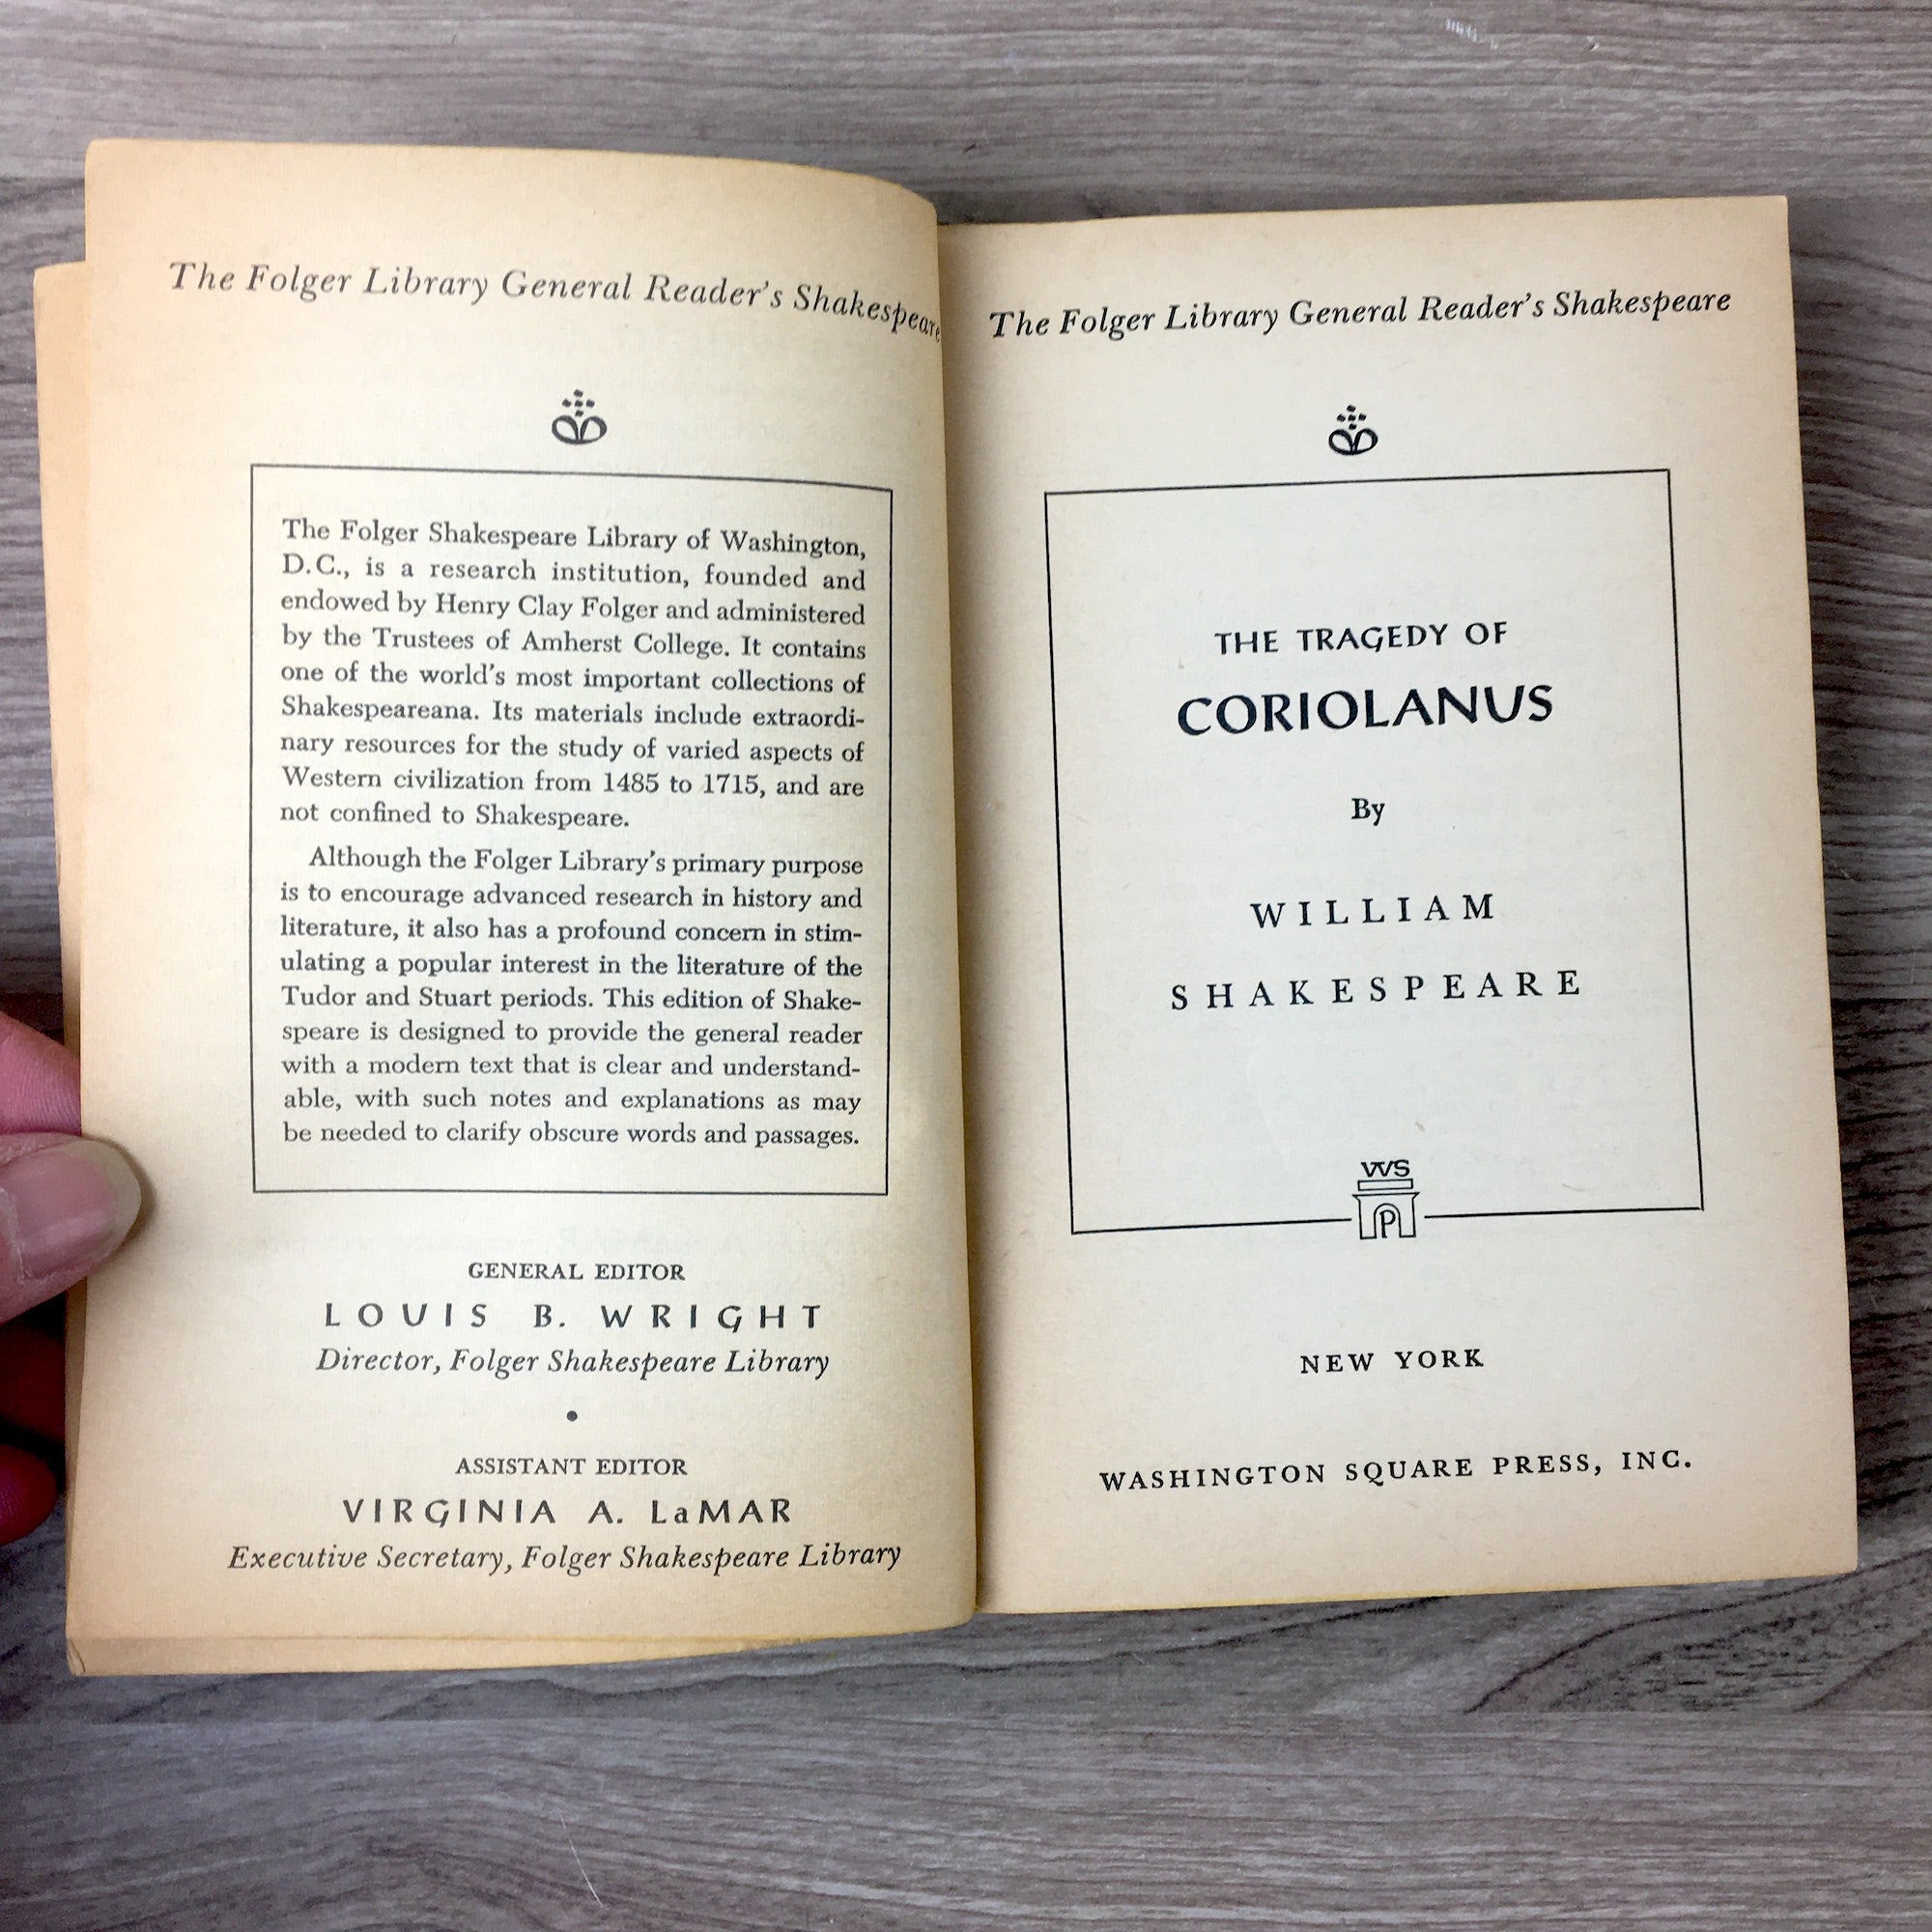 The Folger Library General Reader's Shakespeare
The Folger Shakespeare Library of Washington,
D.C., is a research institution, founded and
endowed by Henry Clay Folger and administered
by the Trustees of Amherst College. It contains
one of the world's most important collections of
Shakespeareana. Its materials include extraordi-
nary resources for the study of varied aspects of
Western civilization from 1485 to 1715, and are
not confined to Shakespeare.
Although the Folger Library's primary purpose
is to encourage advanced research in history and
literature, it also has a profound concern in stim-
ulating a popular interest in the literature of the
Tudor and Stuart periods. This edition of Shake-
speare is designed to provide the general reader
with a modern text that is clear and understand-
able, with such notes and explanations as may
be needed to clarify obscure words and passages.
GENERAL EDITOR
LOUIS B. WRIGHT
Director, Folger Shakespeare Library
•
ASSISTANT EDITOR
VIRGINIA A. LaMAR
Executive Secretary, Folger Shakespeare Library
The Folger Library General Reader's Shakespeare
THE TRAGEDY OF
CORIOLANUS
By
WILLIAM
SHAKESPEARE
WS
P
NEW YORK
WASHINGTON SQUARE PRESS, INC.